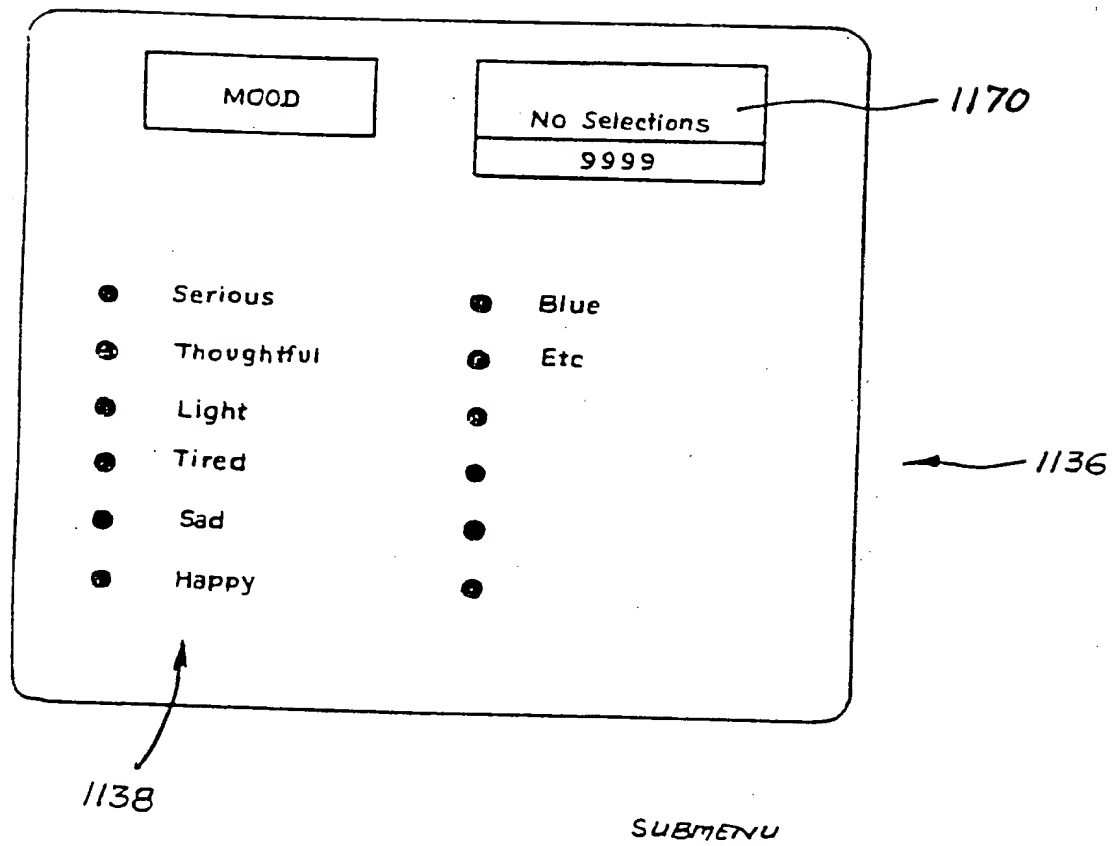 MOOD
No Selections
9999
1170
Serious
Thoughtful
Light
Tired
Sad
Happy
Blue
Etc
1136
1138
SUBMENU